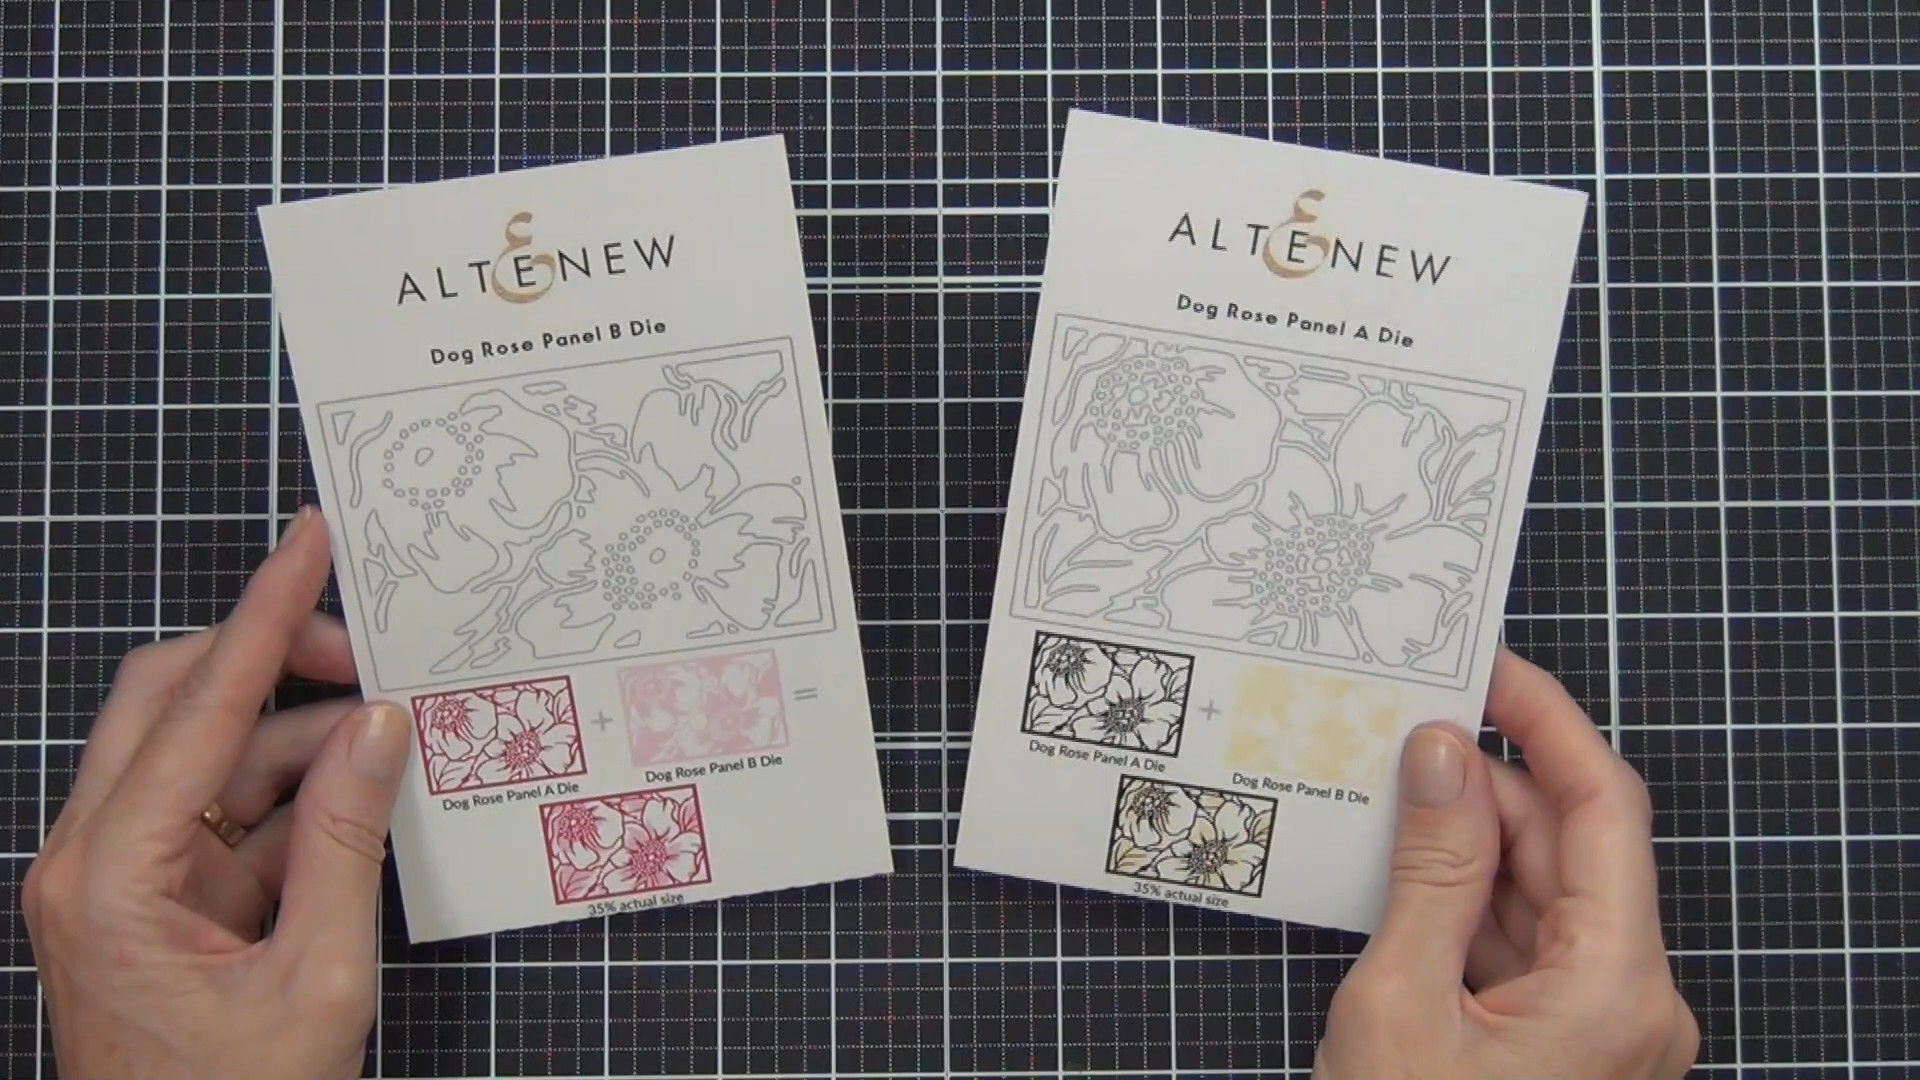 ALTENEW
Dog Rose Panel B Die
+
=
Dog Rose Panel A Die
Dog Rose Panel B Die
35% actual size
ALTENEW
Dog Rose Panel A Die
+
Dog Rose Panel A Die
Dog Rose Panel B Die
35% actual size